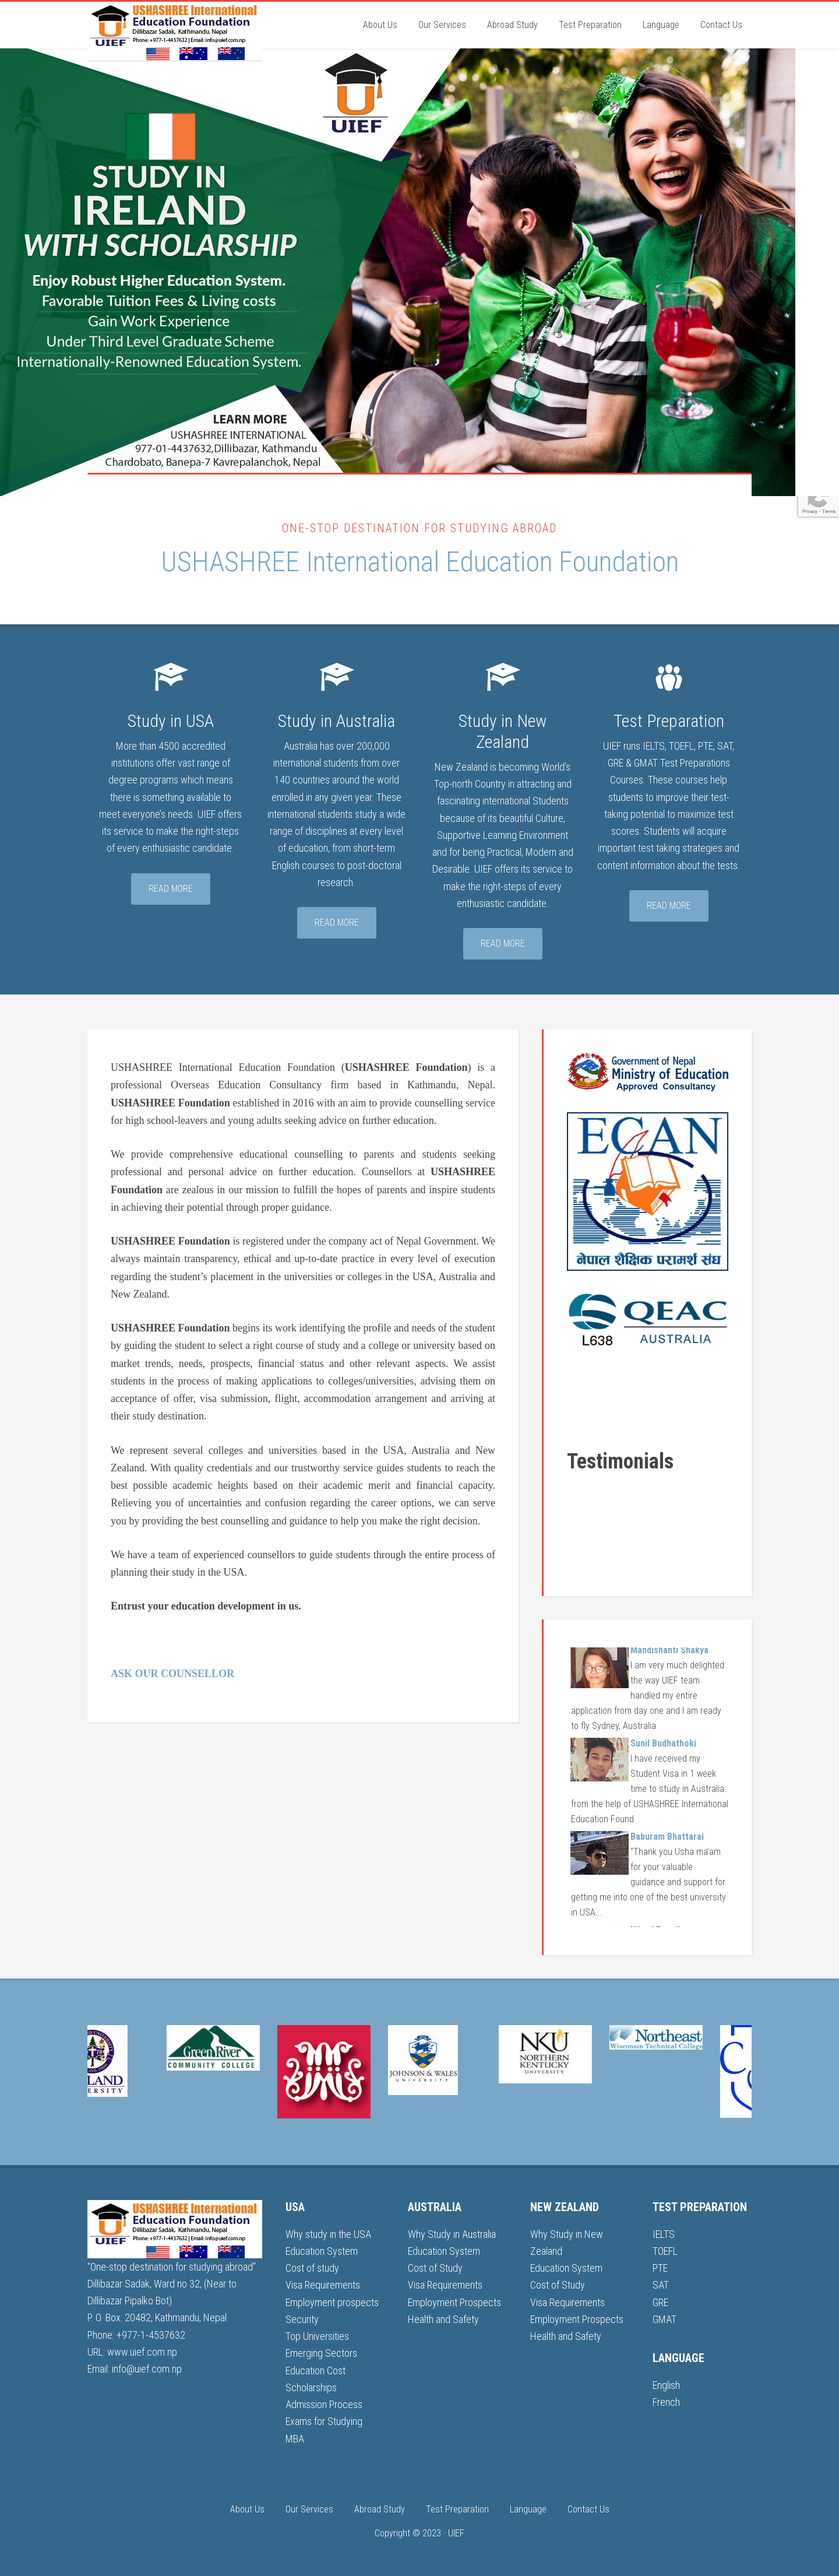 USHASHREE International
Education Foundation
Dillibazar Sadak, Kathmandu, Nepal
Phone: +977-1-4437632 | Email: info@uief.com.np
UIEF
About Us
Our Services
Abroad Study
Test Preparation
Language
Contact Us
UIEF
STUDY IN
IRELAND
WITH SCHOLARSHIP
Enjoy Robust Higher Education System.
Favorable Tuition Fees & Living costs
Gain Work Experience
Under Third Level Graduate Scheme
Internationally-Renowned Education System.
LEARN MORE
USHASHREE INTERNATIONAL
977-01-4437632,Dillibazar, Kathmandu
Chardobato, Banepa-7 Kavrepalanchok, Nepal
Privacy - Terms
ONE-STOP DESTINATION FOR STUDYING ABROAD
USHASHREE International Education Foundation
Study in USA
More than 4500 accredited
institutions offer vast range of
degree programs which means
there is something available to
meet everyone's needs. UIEF offers
its service to make the right-steps
of every enthusiastic candidate.
READ MORE
Study in Australia
Australia has over 200,000
international students from over
140 countries around the world
enrolled in any given year. These
international students study a wide
range of disciplines at every level
of education, from short-term
English courses to post-doctoral
research.
READ MORE
Study in New
Zealand
New Zealand is becoming World's
Top-north Country in attracting and
fascinating international Students
because of its beautiful Culture,
Supportive Learning Environment
and for being Practical, Modern and
Desirable. UIEF offers its service to
make the right-steps of every
enthusiastic candidate.
READ MORE
Test Preparation
UIEF runs IELTS, TOEFL, PTE, SAT,
GRE & GMAT Test Preparations
Courses. These courses help
students to improve their test-
taking potential to maximize test
scores. Students will acquire
important test taking strategies and
content information about the tests.
READ MORE
USHASHREE International Education Foundation (USHASHREE Foundation) is a
professional Overseas Education Consultancy firm based in Kathmandu, Nepal.
USHASHREE Foundation established in 2016 with an aim to provide counselling service
for high school-leavers and young adults seeking advice on further education.
We provide comprehensive educational counselling to parents and students seeking
professional and personal advice on further education. Counsellors at USHASHREE
Foundation are zealous in our mission to fulfill the hopes of parents and inspire students
in achieving their potential through proper guidance.
USHASHREE Foundation is registered under the company act of Nepal Government. We
always maintain transparency, ethical and up-to-date practice in every level of execution
regarding the student's placement in the universities or colleges in the USA, Australia and
New Zealand.
USHASHREE Foundation begins its work identifying the profile and needs of the student
by guiding the student to select a right course of study and a college or university based on
market trends, needs, prospects, financial status and other relevant aspects. We assist
students in the process of making applications to colleges/universities, advising them on
acceptance of offer, visa submission, flight, accommodation arrangement and arriving at
their study destination.
We represent several colleges and universities based in the USA, Australia and New
Zealand. With quality credentials and our trustworthy service guides students to reach the
best possible academic heights based on their academic merit and financial capacity.
Relieving you of uncertainties and confusion regarding the career options, we can serve
you by providing the best counselling and guidance to help you make the right decision.
We have a team of experienced counsellors to guide students through the entire process of
planning their study in the USA.
Entrust your education development in us.
ASK OUR COUNSELLOR
Government of Nepal
Ministry of Education
Approved Consultancy
ECAN
नेपाल शैक्षिक परामर्श संघ
QEAC
L638 AUSTRALIA
Testimonials
Mandishanti Shakya
I am very much delighted
the way UIEF team
handled my entire
application from day one and I am ready
to fly Sydney, Australia
Sunil Budhathoki
I have received my
Student Visa in 1 week
time to study in Australia
from the help of USHASHREE International
Education Found
Baburam Bhattarai
"Thank you Usha ma'am
for your valuable
guidance and support for
getting me into one of the best university
in USA....
LAND
ERSITY
Green River
COMMUNITY COLLEGE
JOHNSON & WALES
UNIVERSITY
NKU
NORTHERN
KENTUCKY
UNIVERSITY
Northeast
Wisconsin Technical College
USHASHREE International
Education Foundation
Dillibazar Sadak, Kathmandu, Nepal
Phone: +977-1-4437632 | Email: info@uief.com.np
UIEF
"One-stop destination for studying abroad"
Dillibazar Sadak, Ward no 32, (Near to
Dillibazar Pipalko Bot)
P. O. Box: 20482, Kathmandu, Nepal
Phone: +977-1-4537632
URL: www.uief.com.np
Email: info@uief.com.np
USA
Why study in the USA
Education System
Cost of study
Visa Requirements
Employment prospects
Security
Top Universities
Emerging Sectors
Education Cost
Scholarships
Admission Process
Exams for Studying
MBA
AUSTRALIA
Why Study in Australia
Education System
Cost of Study
Visa Requirements
Employment Prospects
Health and Safety
NEW ZEALAND
Why Study in New
Zealand
Education System
Cost of Study
Visa Requirements
Employment Prospects
Health and Safety
TEST PREPARATION
IELTS
TOEFL
PTE
SAT
GRE
GMAT
LANGUAGE
English
French
About Us
Our Services
Abroad Study
Test Preparation
Language
Contact Us
Copyright © 2023 · UIEF